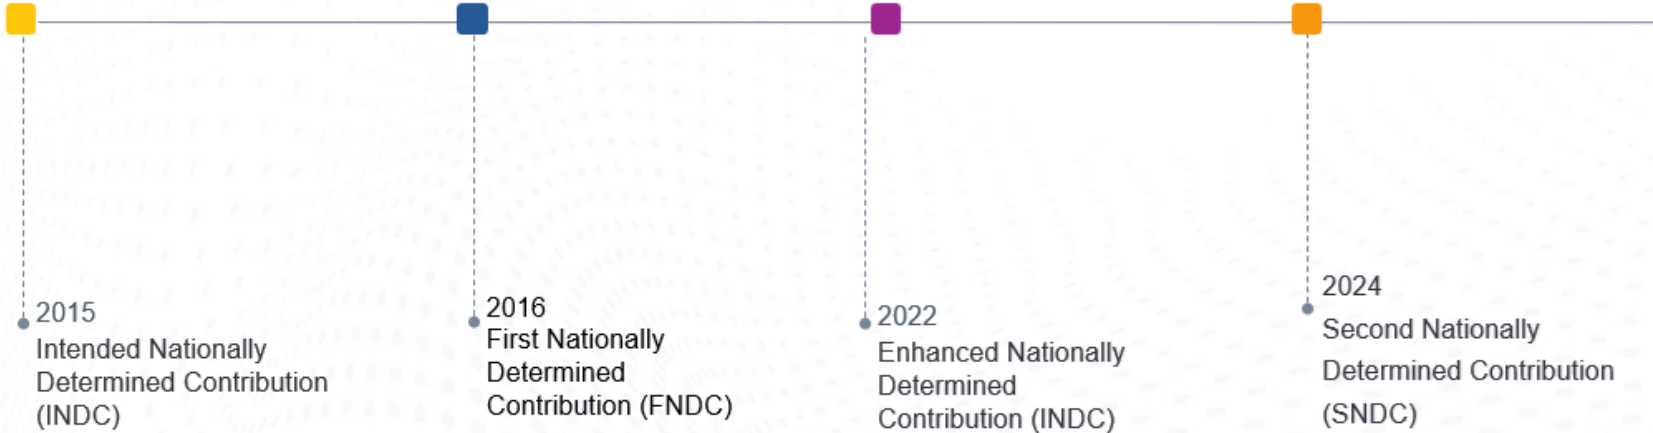 2015
Intended Nationally
Determined Contribution
(INDC)
2016
First Nationally
Determined
Contribution (FNDC)
2022
Enhanced Nationally
Determined
Contribution (INDC)
2024
Second Nationally
Determined Contribution
(SNDC)